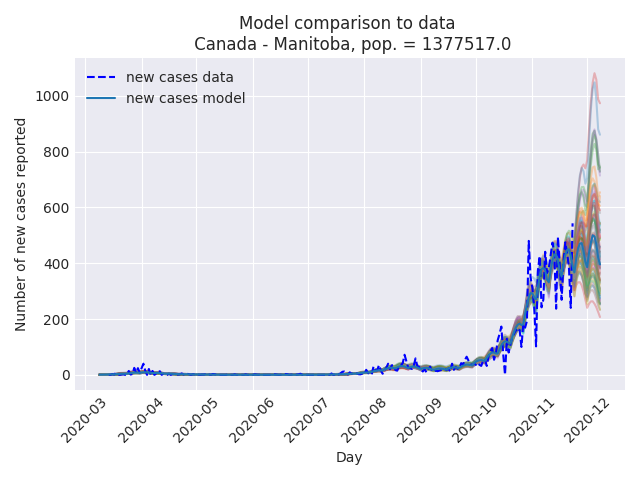 Model comparison to data
Canada - Manitoba, pop. = 1377517.0
new cases data
new cases model
Number of new cases reported
1000
800
600
400
200
0
2020-03
2020-04
2020-05
2020-06
2020-07
2020-08
2020-09
2020-10
2020-11
2020-12
Day